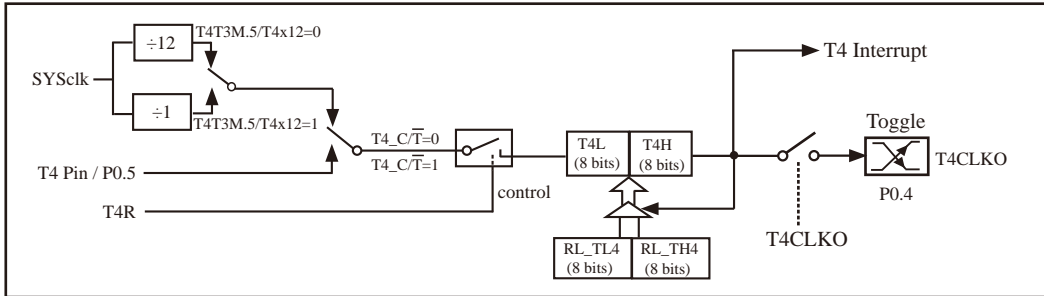 T4T3M.5/T4x12=0
÷12
SYSclk
÷1
T4T3M.5/T4x12=1
T4 Pin / P0.5
T4R
T4_C/T̅=0
T4_C/T̅=1
control
T4L
(8 bits)
T4H
(8 bits)
RL_TL4
(8 bits)
RL_TH4
(8 bits)
T4 Interrupt
Toggle
T4CLKO
P0.4
T4CLKO